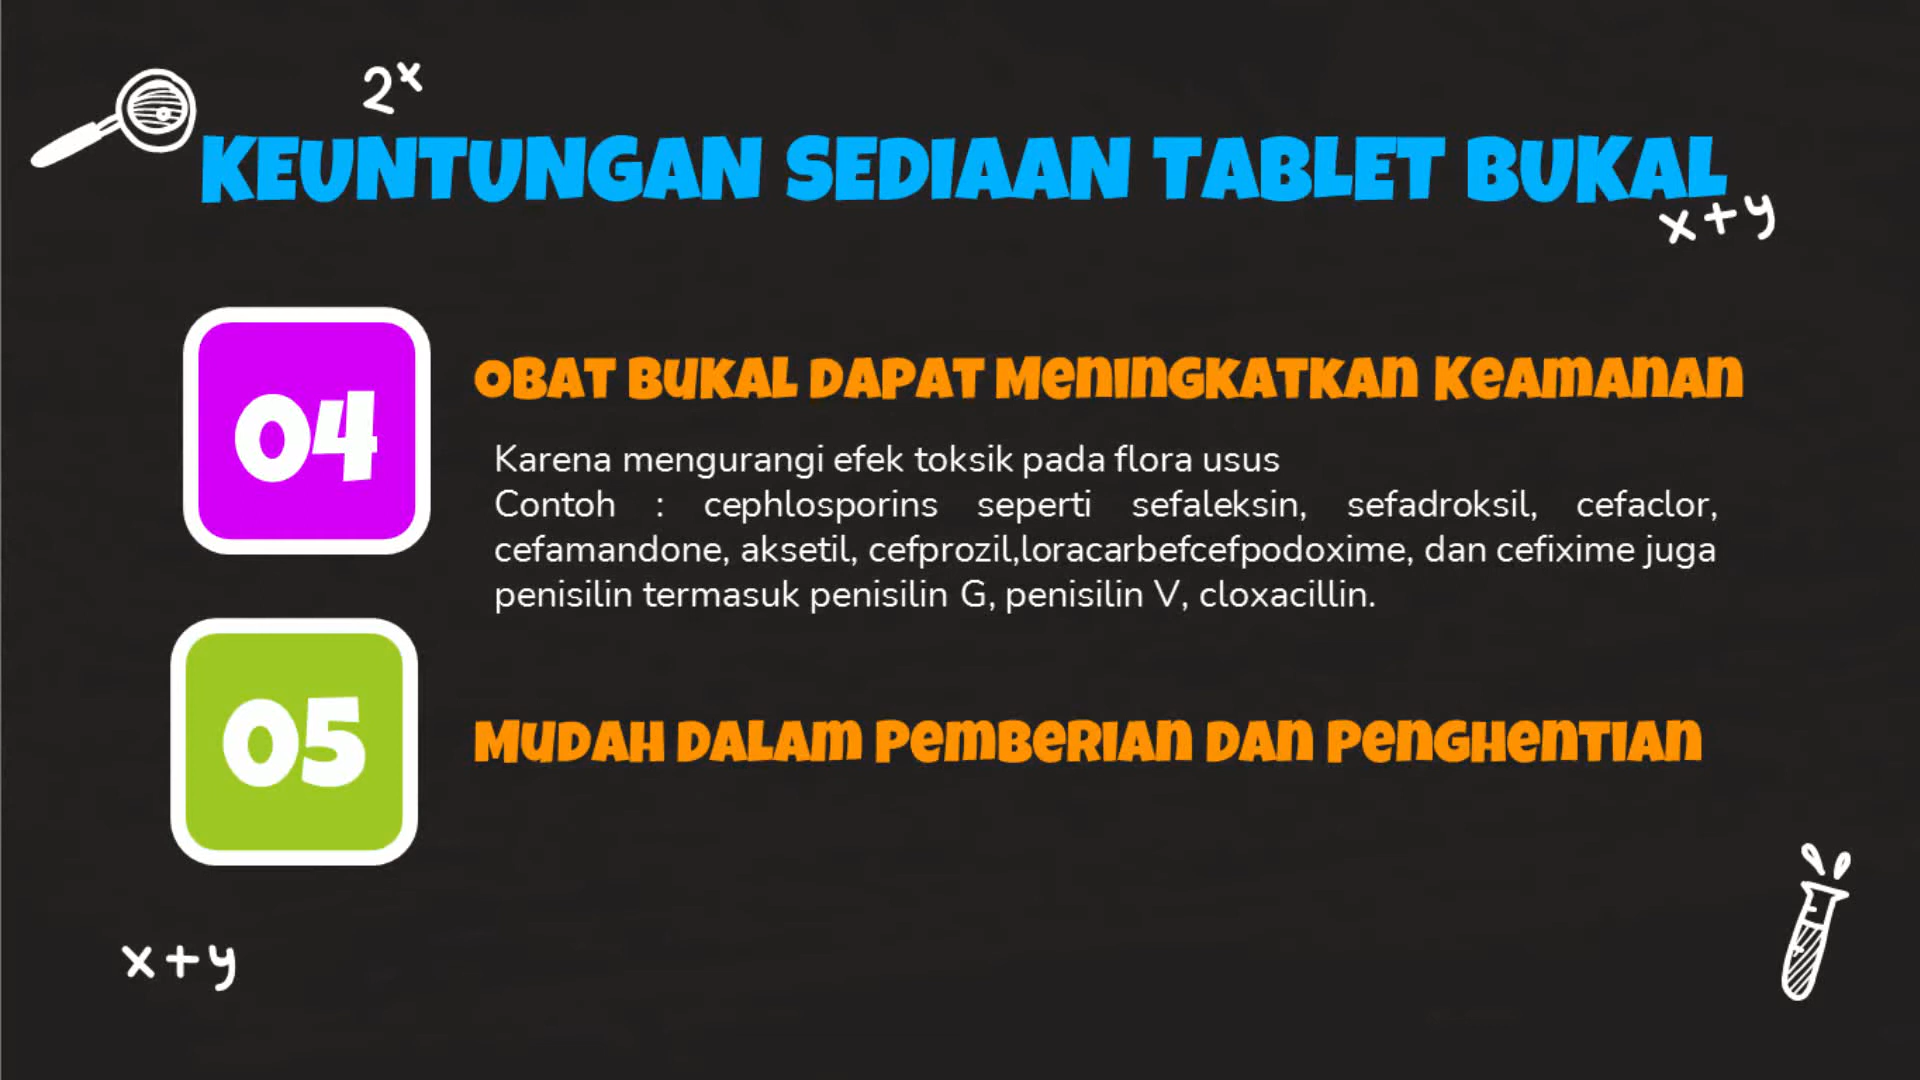 2x
KEUNTUNGAN SEDIAAN TABLET BUKAL
x+y
04
OBAT BUKAL DAPAT MENINGKATKAN KEAMANAN
Karena mengurangi efek toksik pada flora usus
Contoh : cephlosporins seperti sefaleksin, sefadroksil, cefaclor,
cefamandone, aksetil, cefprozil,loracarbefcefpodoxime, dan cefixime juga
penisilin termasuk penisilin G, penisilin V, cloxacillin.
05
MUDAH DALAM PEMBERIAN DAN PENGHENTIAN
x+y